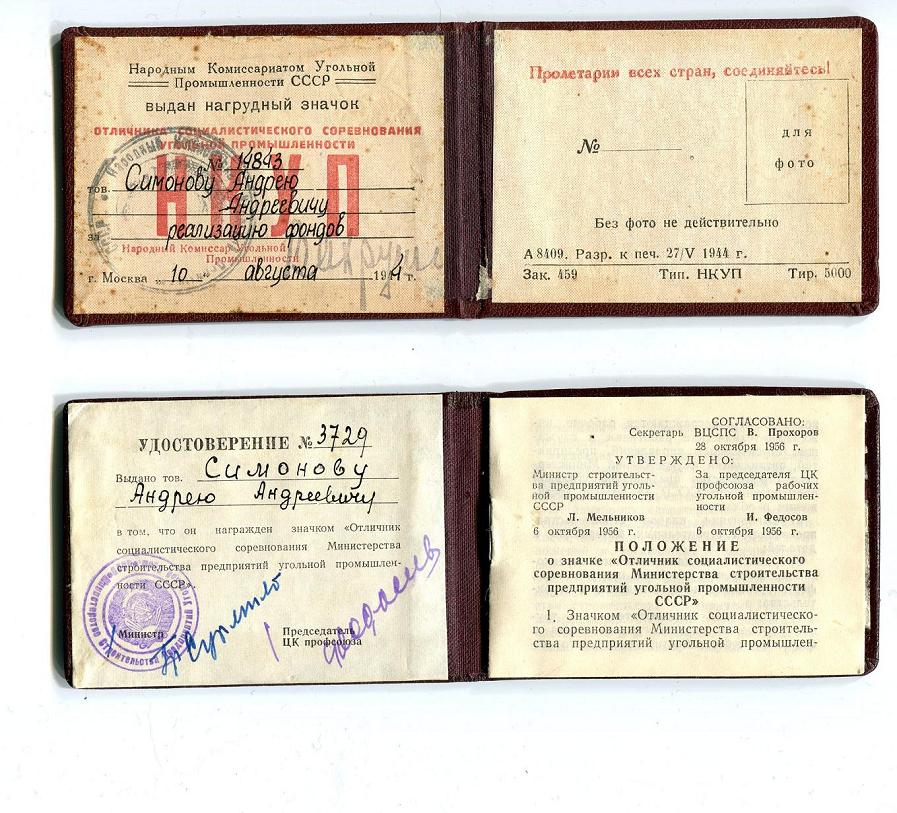 Народным Комиссариатом Угольной
Промышленности СССР
выдан нагрудный значок
ОТЛИЧНИКА СОЦИАЛИСТИЧЕСКОГО СОРЕВНОВАНИЯ
УГОЛЬНОЙ ПРОМЫШЛЕННОСТИ
НКУП
№ 14843
тов. Симонову Андрею
Андреевичу
за реализацию фондов
Народный Комиссар Угольной
Промышленности
г. Москва „10" августа 1944 г.
Пролетарии всех стран, соединяйтесь!
№
для
фото
Без фото не действительно
А 8409. Разр. к печ. 27/V 1944 г.
Зак. 459 Тип. НКУП Тир. 5000
УДОСТОВЕРЕНИЕ № 3729
Выдано тов. Симонову
Андрею Андреевичу
в том, что он награжден значком «Отличник
социалистического соревнования Министерства
строительства предприятий угольной промышлен-
ности СССР».
Министр
Председатель
ЦК профсоюза
СОГЛАСОВАНО:
Секретарь ВЦСПС В. Прохоров
28 октября 1956 г.
УТВЕРЖДЕНО:
Министр строительст-
ва предприятий уголь-
ной промышленности
СССР
Л. Мельников
6 октября 1956 г.
За председателя ЦК
профсоюза рабочих
угольной промышлен-
ности
И. Федосов
6 октября 1956 г.
ПОЛОЖЕНИЕ
о значке «Отличник социалистического
соревнования Министерства строительства
предприятий угольной промышленности
СССР»
1. Значком «Отличник социалистическо-
го соревнования Министерства строитель-
ства предприятий угольной промышлен-